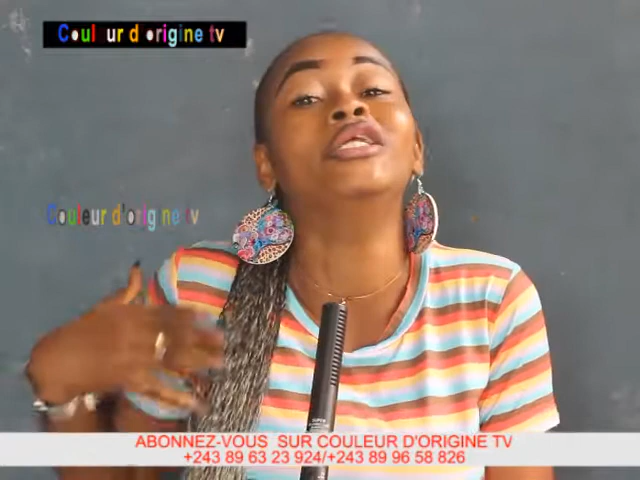 Couleur d'origine tv
Couleur d'origine tv
ABONNEZ-VOUS SUR COULEUR D'ORIGINE TV
+243 89 63 23 924/+243 89 96 58 826